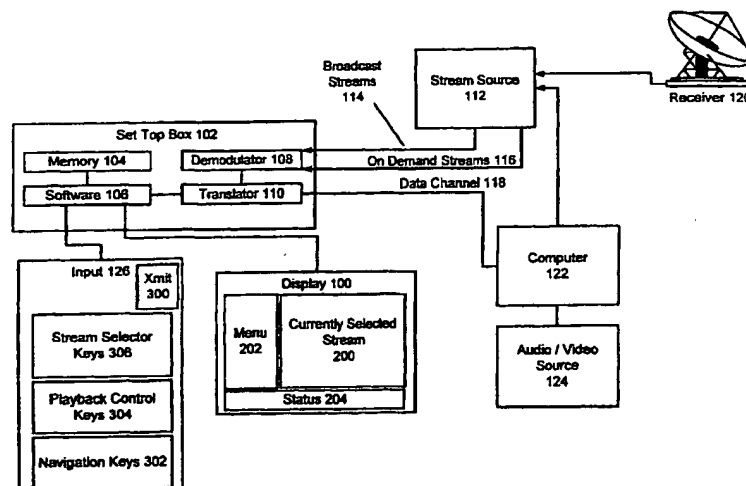 Broadcast
Streams
114
Stream Source
112
Receiver 120
Set Top Box 102
Memory 104
Demodulator 108
On Demand Streams 116
Software 106
Translator 110
Data Channel 118
Input 126
Xmit
300
Stream Selector
Keys 306
Playback Control
Keys 304
Navigation Keys 302
Display 100
Menu
202
Currently Selected
Stream
200
Status 204
Computer
122
Audio / Video
Source
124